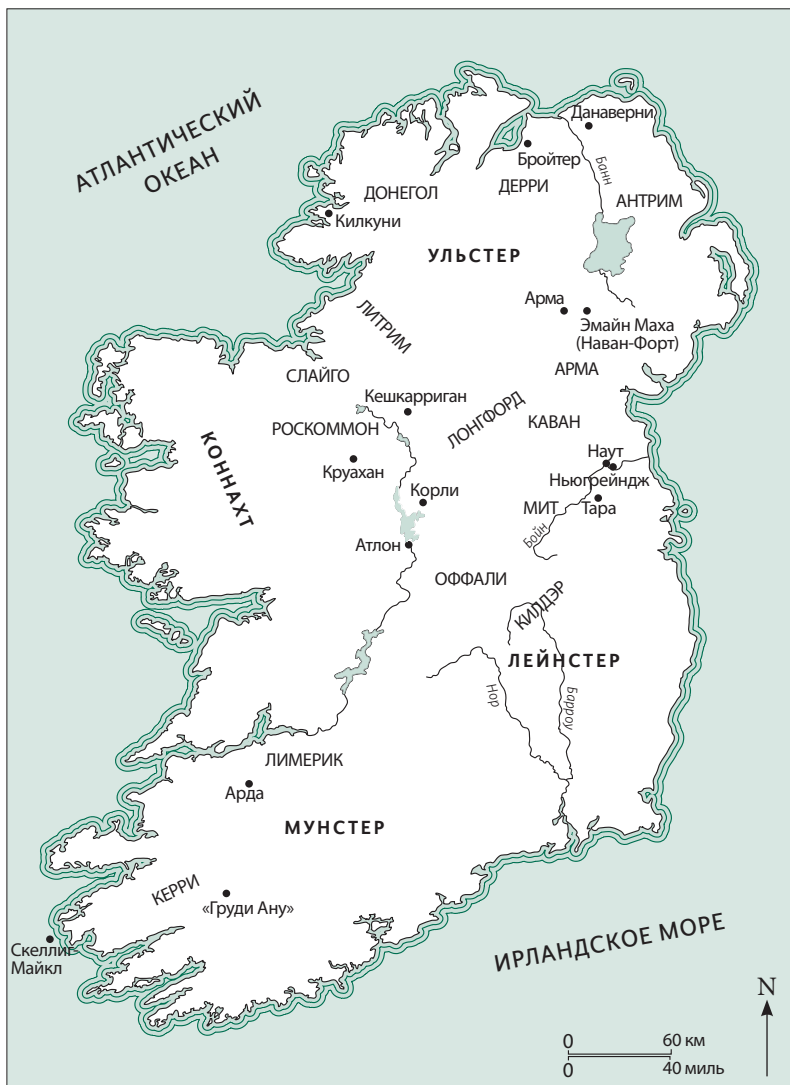 АТЛАНТИЧЕСКИЙ
ОКЕАН
Данаверни
Бройтер
Банн
ДОНЕГОЛ
ДЕРРИ
АНТРИМ
Килкуни
УЛЬСТЕР
Арма
Эмайн Маха
(Наван-Форт)
ЛИТРИМ
АРМА
СЛАЙГО
Кешкарриган
ЛОНГФОРД
КАВАН
РОСКОММОН
КОННАХТ
Круахан
Наут
Ньюгрейндж
Корли
МИТ
Тара
Бойн
Атлон
ОФФАЛИ
КИЛДЭР
ЛЕЙНСТЕР
Нор
Барроу
ЛИМЕРИК
Арда
МУНСТЕР
КЕРРИ
«Груди Ану»
Скеллиг
Майкл
ИРЛАНДСКОЕ МОРЕ
N
0 60 км
0 40 миль